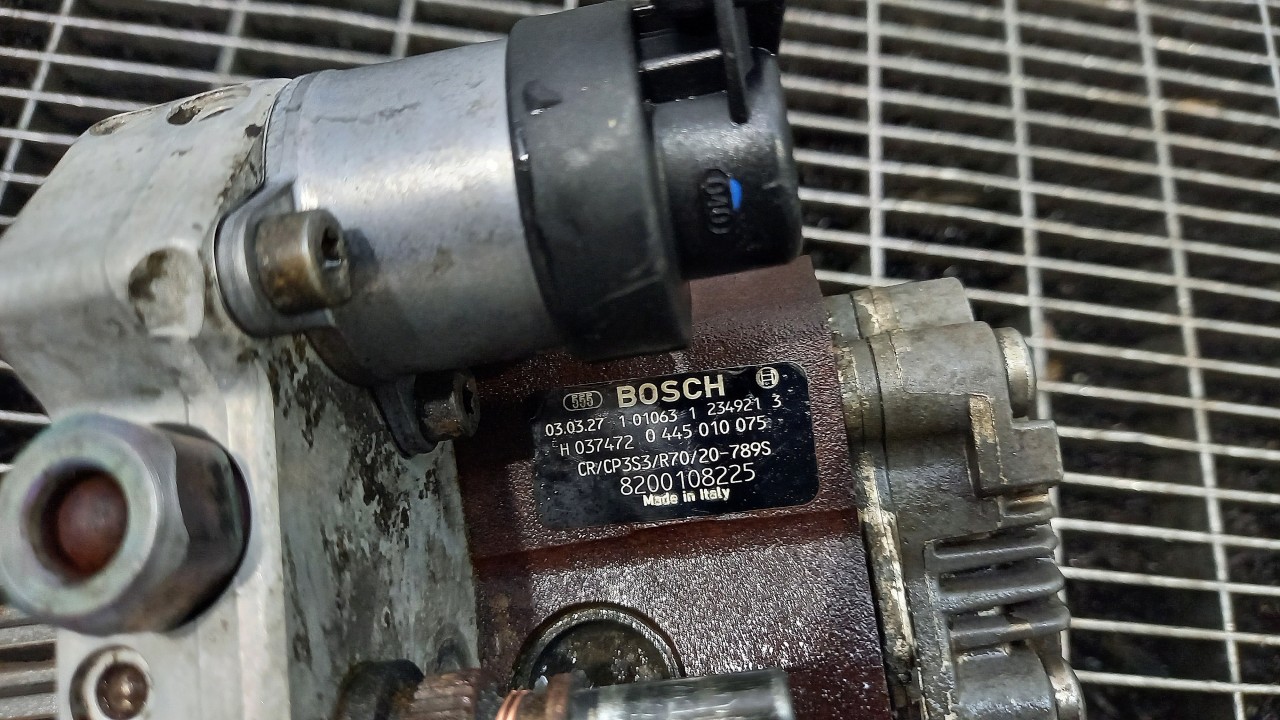 555 BOSCH
03.03.27 1 01063 1 234921 3
H 037472 0 445 010 075
CR/CP3S3/R70/20-789S
8200108225
Made in Italy